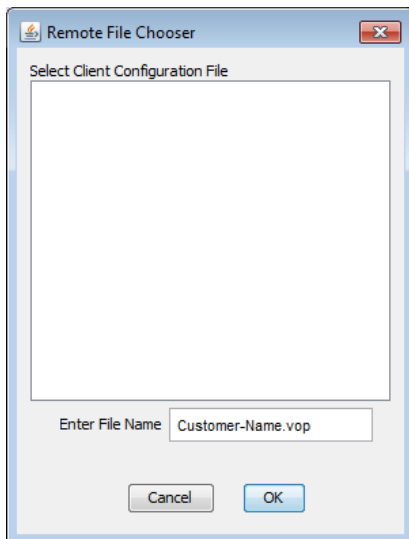 Remote File Chooser
Select Client Configuration File
Enter File Name Customer-Name.vop
Cancel OK